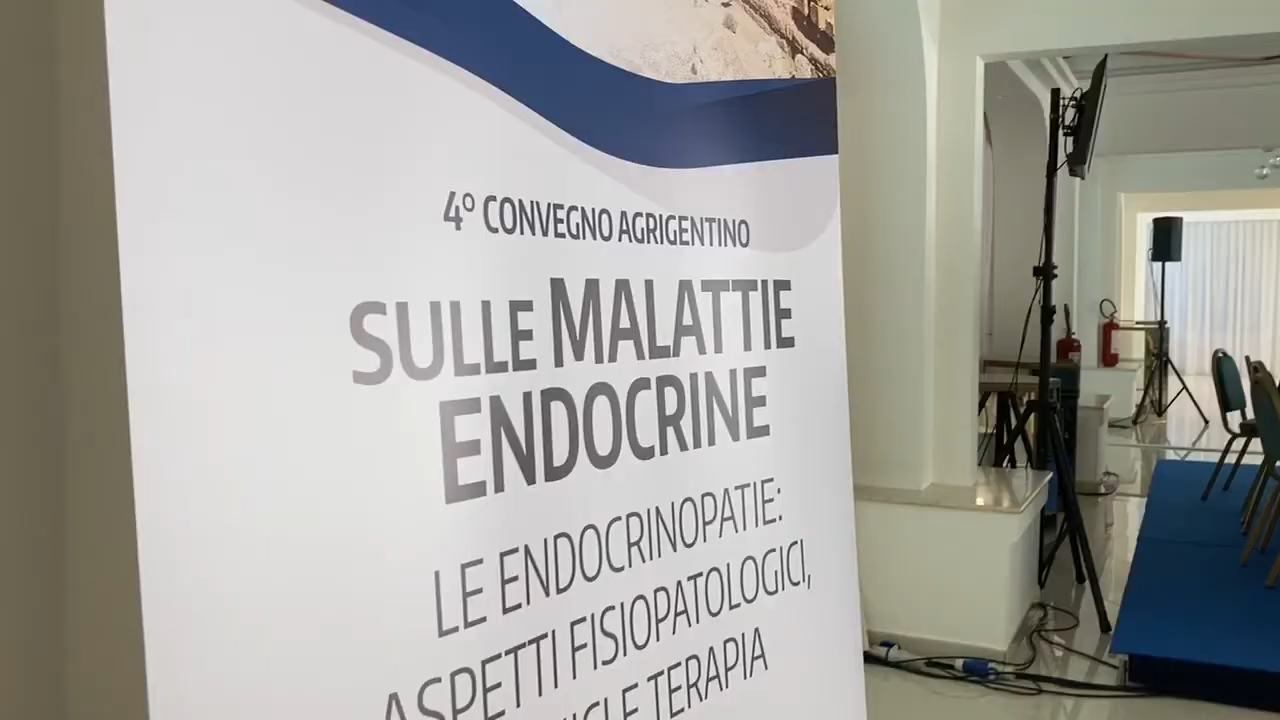 4° CONVEGNO AGRIGENTINO
SULLE MALATTIE
ENDOCRINE
LE ENDOCRINOPATIE:
ASPETTI FISIOPATOLOGICI,
TERAPIA